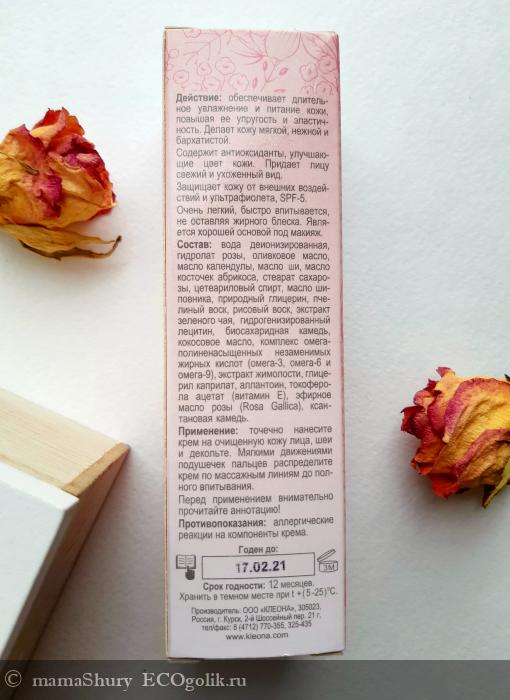 Действие: обеспечивает длитель-
ное увлажнение и питание кожи,
повышая ее упругость и эластич-
ность. Делает кожу мягкой, нежной и
бархатистой.
Содержит антиоксиданты, улучшаю-
щие цвет кожи. Придает лицу
свежий и ухоженный вид.
Защищает кожу от внешних воздей-
ствий и ультрафиолета, SPF-5.
Очень легкий, быстро впитывается,
не оставляя жирного блеска. Явля-
ется хорошей основой под макияж.
Состав: вода деионизированная,
гидролат розы, оливковое масло,
масло календулы, масло ши, масло
косточек абрикоса, стеарат сахаро-
зы, цетеариловый спирт, масло ши-
повника, природный глицерин, пче-
линый воск, рисовый воск, экстракт
зеленого чая, гидрогенизированный
лецитин, биосахаридная камедь,
кокосовое масло, комплекс омега-
полиненасыщенных незаменимых
жирных кислот (омега-3, омега-6 и
омега-9), экстракт жимолости, глице-
рил каприлат, аллантоин, токоферо-
ла ацетат (витамин Е), эфирное
масло розы (Rosa Gallica), ксан-
тановая камедь.
Применение: точечно нанесите
крем на очищенную кожу лица, шеи
и декольте. Мягкими движениями
подушечек пальцев распределите
крем по массажным линиям до пол-
ного впитывания.
Перед применением внимательно
прочитайте аннотацию!
Противопоказания: аллергические
реакции на компоненты крема.
Годен до:
17.02.21
3М
Срок годности: 12 месяцев.
Хранить в темном месте при t +(5-25)°С.
Производитель: ООО «КЛЕОНА», 305023,
Россия, г. Курск, 2-й Шоссейный пер. 21 г,
тел/факс: 8 (4712) 770-355, 325-435
www.kleona.com
© mamaShury ECOgolik.ru